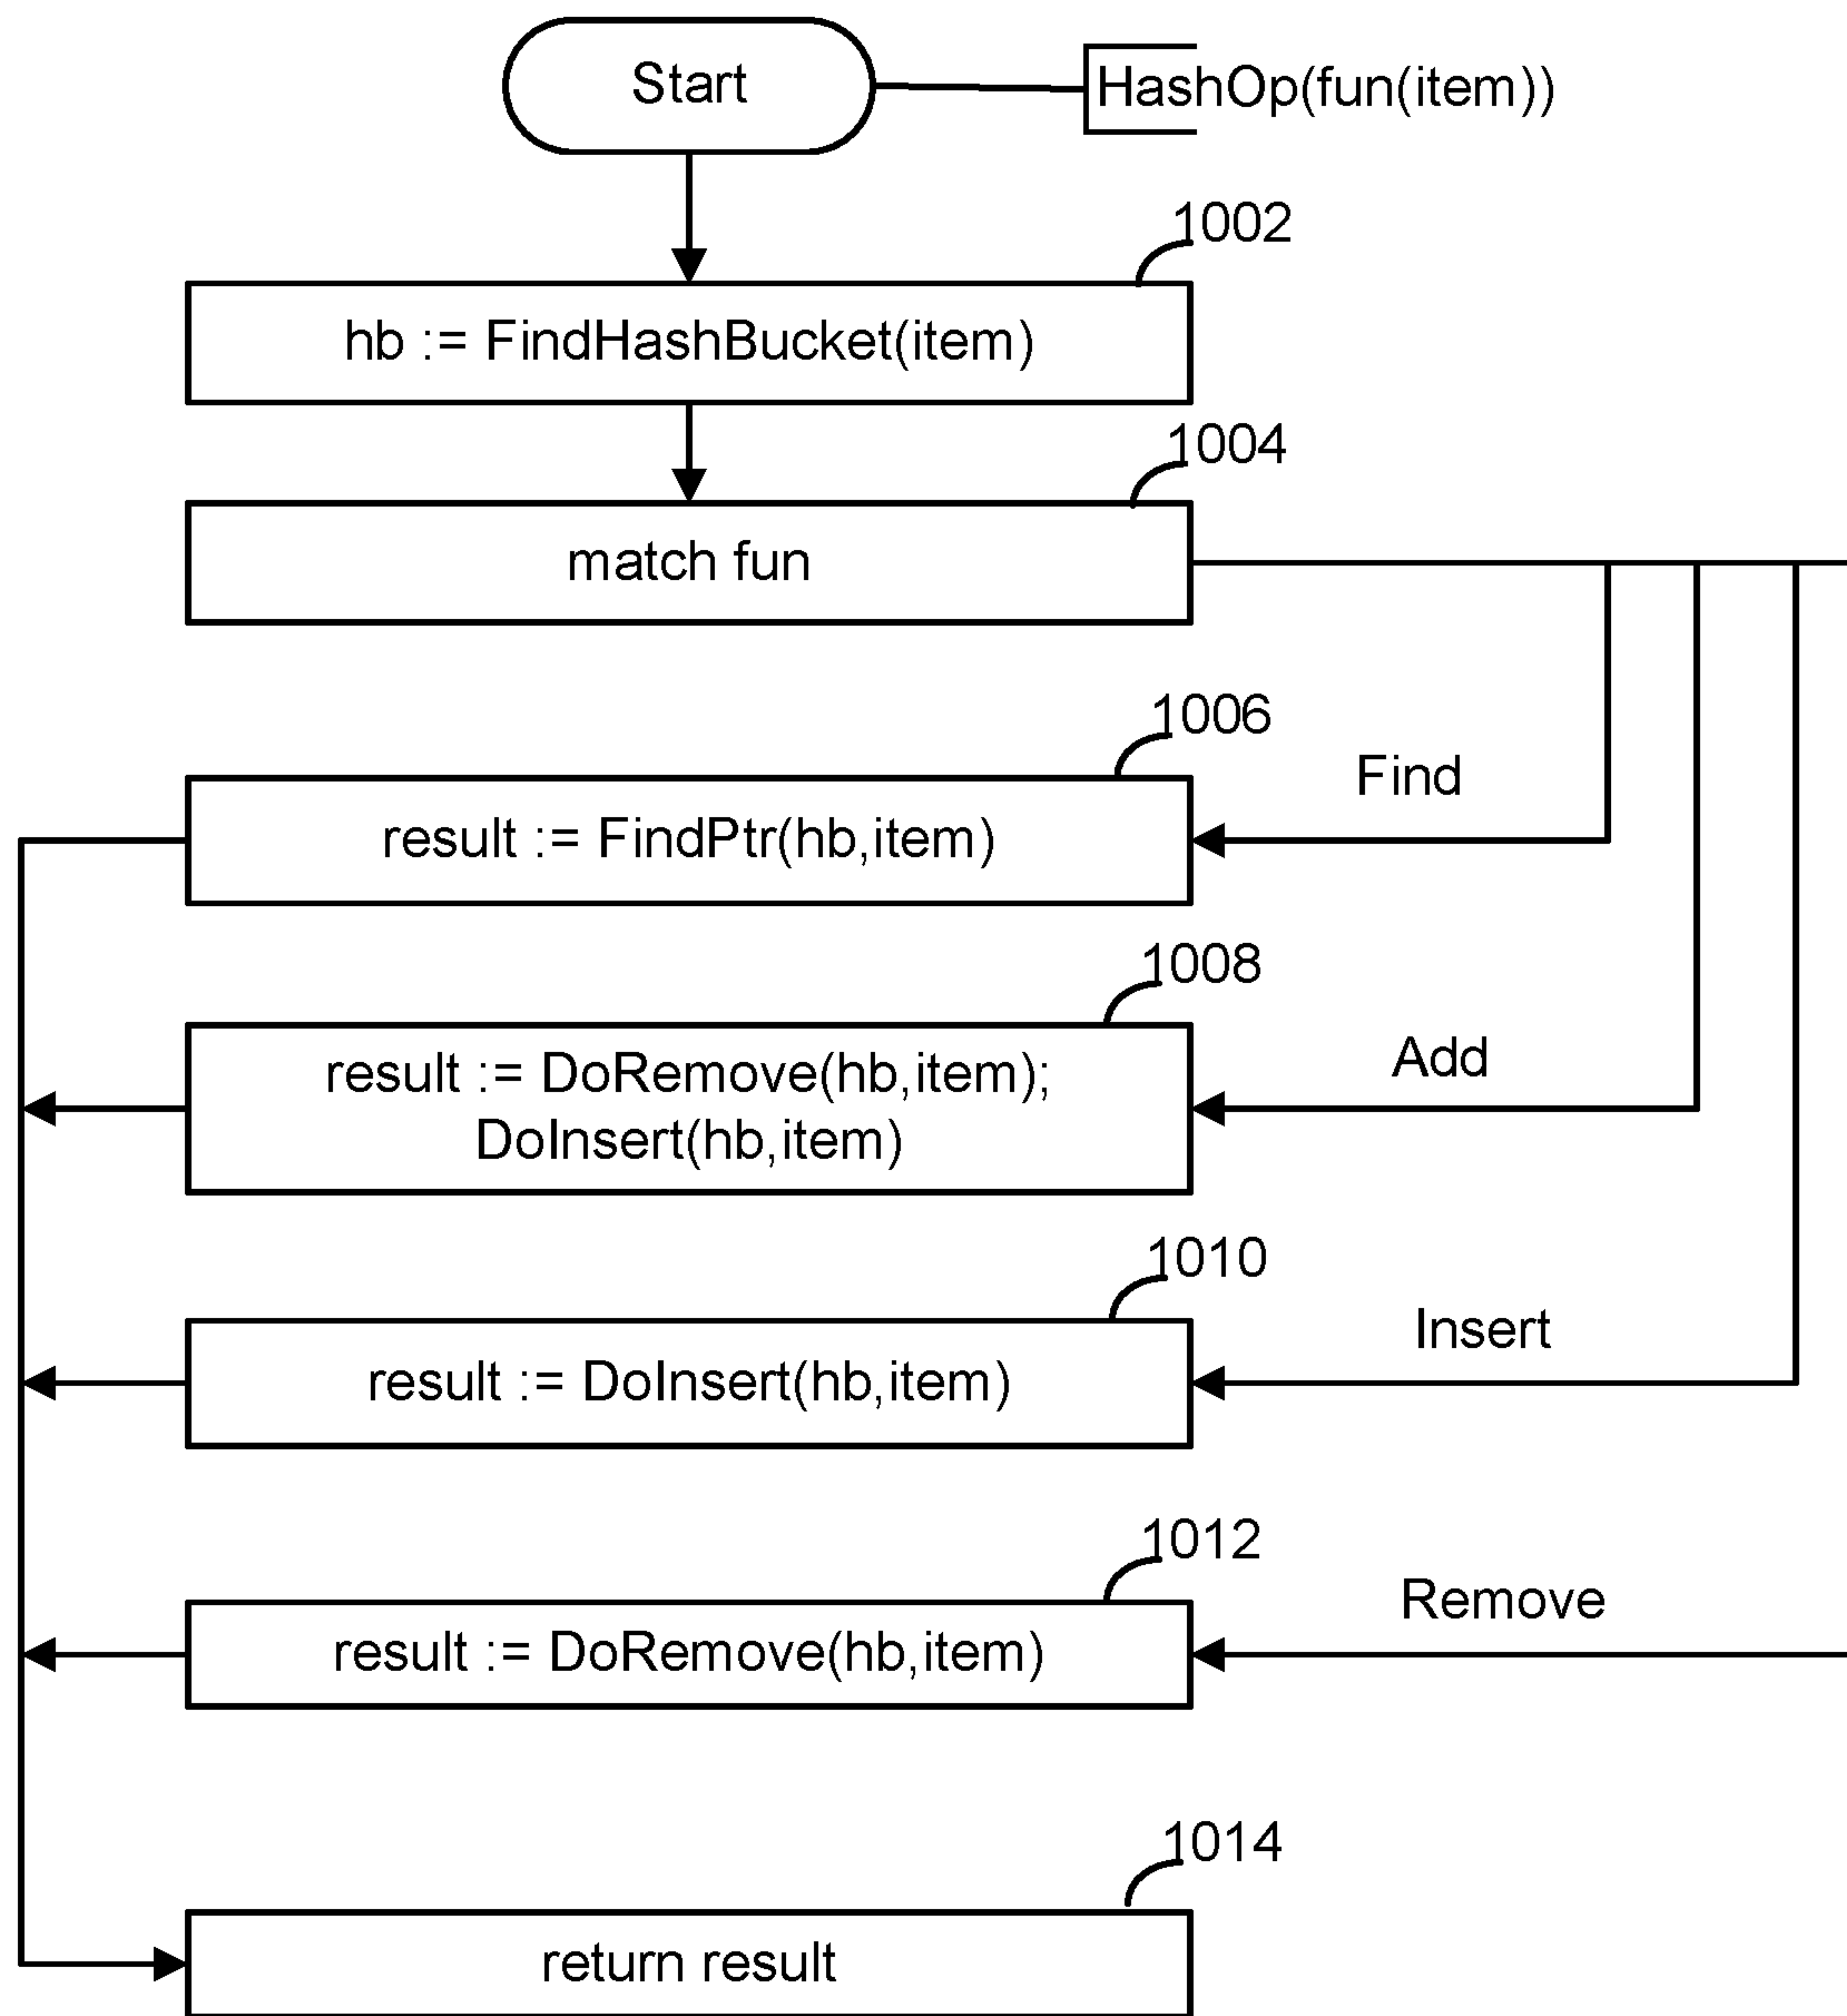 Start
HashOp(fun(item))
1002
hb := FindHashBucket(item)
1004
match fun
1006
Find
result := FindPtr(hb,item)
1008
Add
result := DoRemove(hb,item);
DoInsert(hb,item)
1010
Insert
result := DoInsert(hb,item)
1012
Remove
result := DoRemove(hb,item)
1014
return result